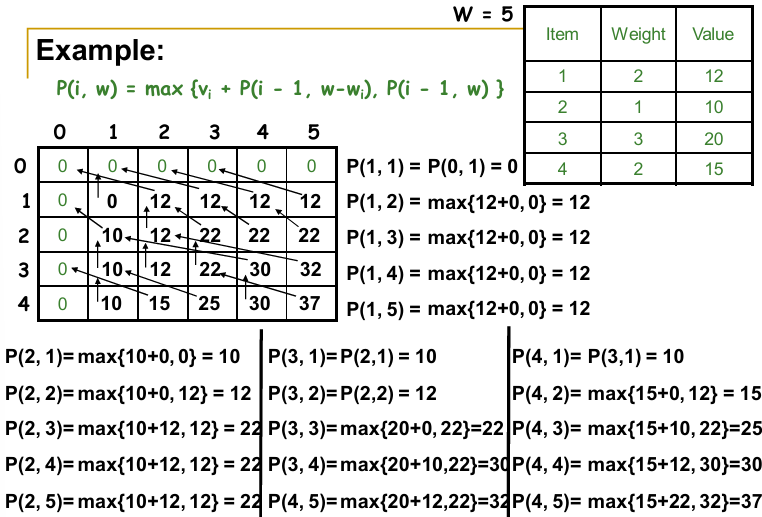 W = 5
Example:
P(i, w) = max {vi + P(i - 1, w-wi), P(i - 1, w) }
Item Weight Value
1 2 12
2 1 10
3 3 20
4 2 15
0 1 2 3 4 5
0 0 0 0 0 0 0
1 0 0 12 12 12 12
2 0 10 12 22 22 22
3 0 10 12 22 30 32
4 0 10 15 25 30 37
P(1, 1) = P(0, 1) = 0
P(1, 2) = max{12+0, 0} = 12
P(1, 3) = max{12+0, 0} = 12
P(1, 4) = max{12+0, 0} = 12
P(1, 5) = max{12+0, 0} = 12
P(2, 1)= max{10+0, 0} = 10
P(2, 2)= max{10+0, 12} = 12
P(2, 3)= max{10+12, 12} = 22
P(2, 4)= max{10+12, 12} = 22
P(2, 5)= max{10+12, 12} = 22
P(3, 1)= P(2,1) = 10
P(3, 2)= P(2,2) = 12
P(3, 3)= max{20+0, 22}=22
P(3, 4)= max{20+10,22}=30
P(4, 5)= max{20+12,22}=32
P(4, 1)= P(3,1) = 10
P(4, 2)= max{15+0, 12} = 15
P(4, 3)= max{15+10, 22}=25
P(4, 4)= max{15+12, 30}=30
P(4, 5)= max{15+22, 32}=37